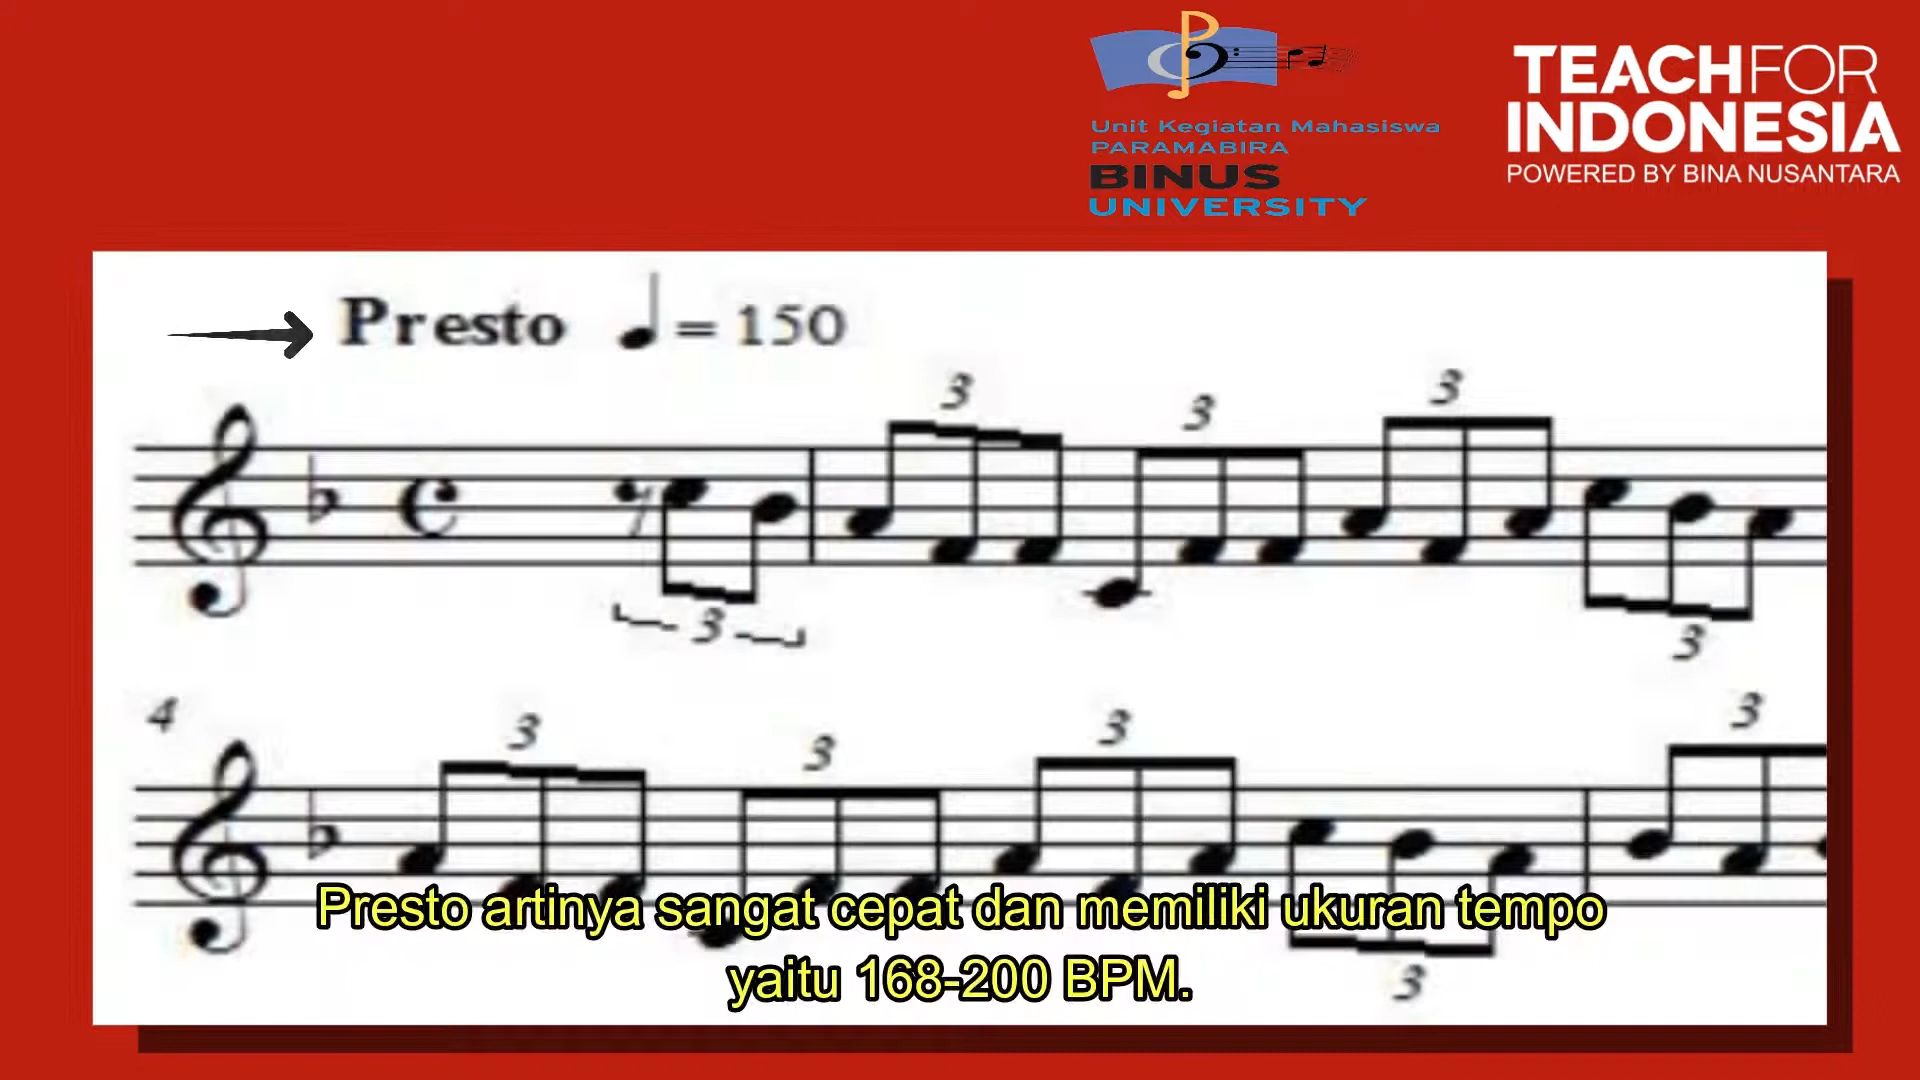 Unit Kegiatan Mahasiswa
PARAMABIRA
BINUS
UNIVERSITY
TEACHFOR
INDONESIA
POWERED BY BINA NUSANTARA
Presto ♩ = 150
3 3 3
3 3
4
3 3 3 3
3
Presto artinya sangat cepat dan memiliki ukuran tempo
yaitu 168-200 BPM.